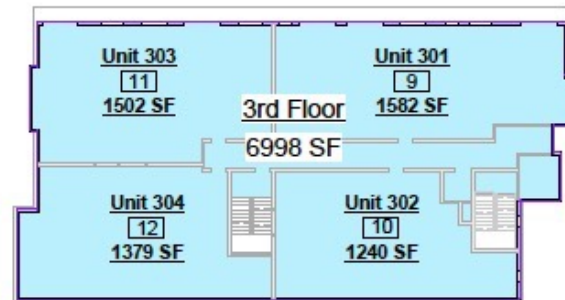 Unit 303
11
1502 SF
Unit 301
9
1582 SF
3rd Floor
6998 SF
Unit 304
12
1379 SF
Unit 302
10
1240 SF